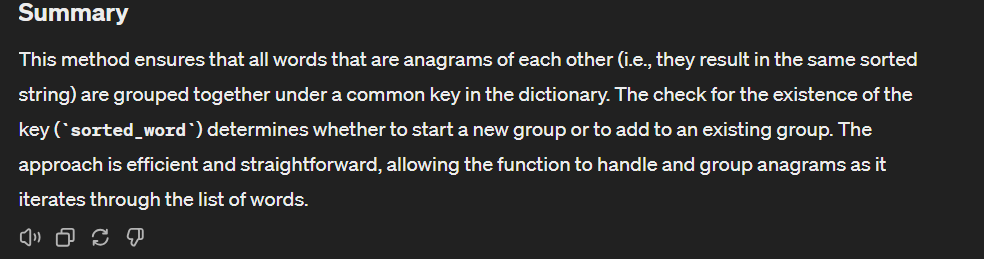 Summary
This method ensures that all words that are anagrams of each other (i.e., they result in the same sorted
string) are grouped together under a common key in the dictionary. The check for the existence of the
key (`sorted_word`) determines whether to start a new group or to add to an existing group. The
approach is efficient and straightforward, allowing the function to handle and group anagrams as it
iterates through the list of words.